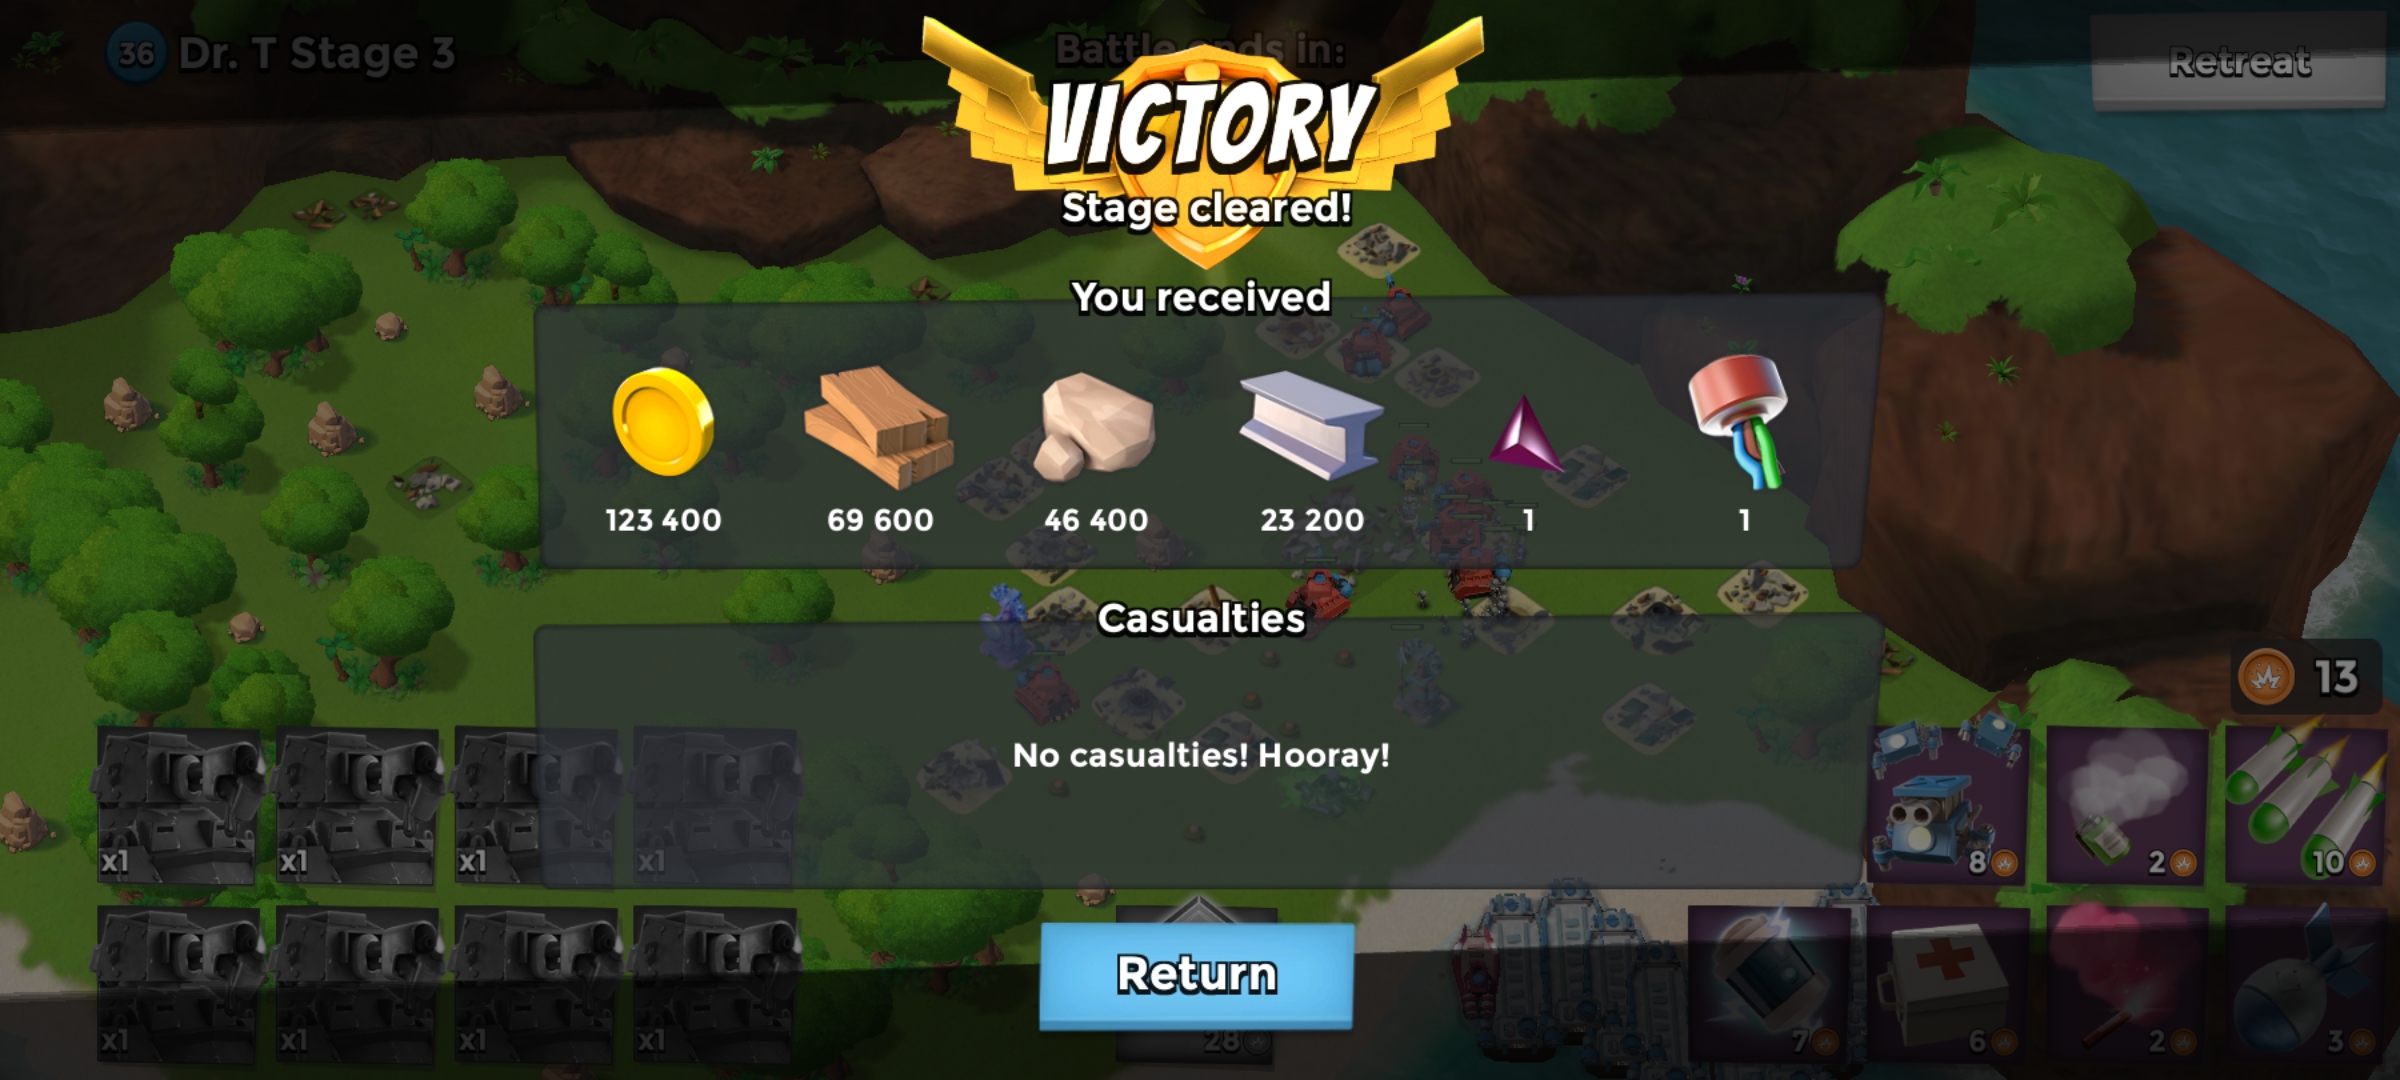 36 Dr. T Stage 3
Battle ends in:
Retreat
VICTORY
Stage cleared!
You received
123 400
69 600
46 400
23 200
1
1
Casualties
No casualties! Hooray!
13
x1
x1
x1
x1
8
2
10
x1
x1
x1
x1
Return
28
7
6
2
3